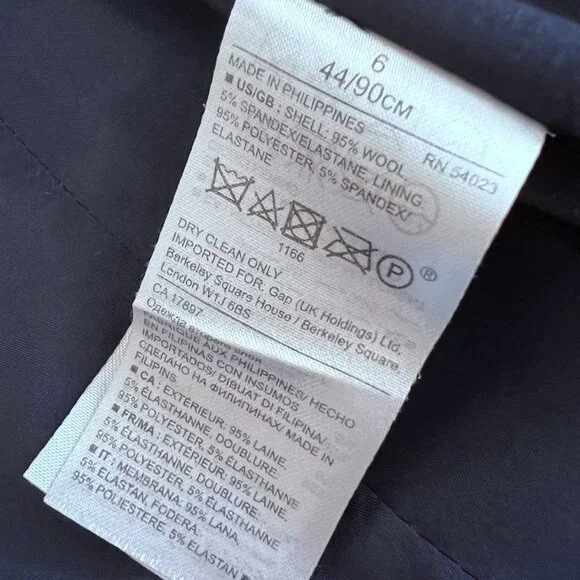 6
44/90CM
MADE IN PHILIPPINES
RN 54023
■ US/GB : SHELL: 95% WOOL,
5% SPANDEX/ELASTANE. LINING
95% POLYESTER, 5% SPANDEX/
ELASTANE
P ®
1166
DRY CLEAN ONLY
IMPORTED FOR: Gap (UK Holdings) Ltd,
Berkeley Square House / Berkeley Square,
London W1J 6BS
CA 17897
Одежда
EN PHILIPPINES/ HECHO
EN FILIPINAS CON INSUMOS
IMPORTADOS/ DIBUAT DI FILIPINA/
СДЕЛАНО НА ФИЛИПИНАХ/ MADE IN
FILIPINS.
■ CA : EXTÉRIEUR: 95% LAINE,
5% ÉLASTHANNE. DOUBLURE:
95% POLYESTER, 5% ÉLASTHANNE
■ FR/MA : EXTÉRIEUR: 95% LAINE,
5% ÉLASTHANNE. DOUBLURE:
95% POLYESTER, 5% ÉLASTHANNE
■ IT : MEMBRANA. 95% LANA,
5% ELASTAN. FODERA.
95% POLIESTERE, 5% ELASTAN ■